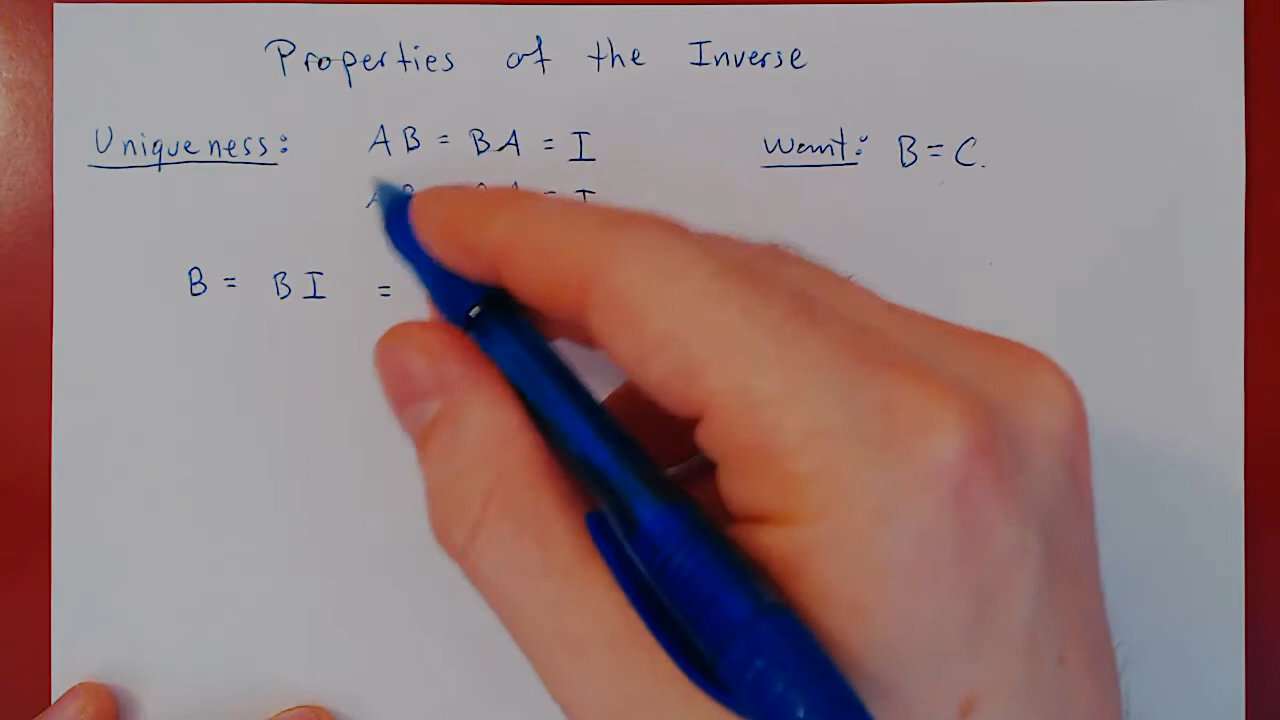 Properties of the Inverse
Uniqueness: AB = BA = I Want: B = C.
B = BI =